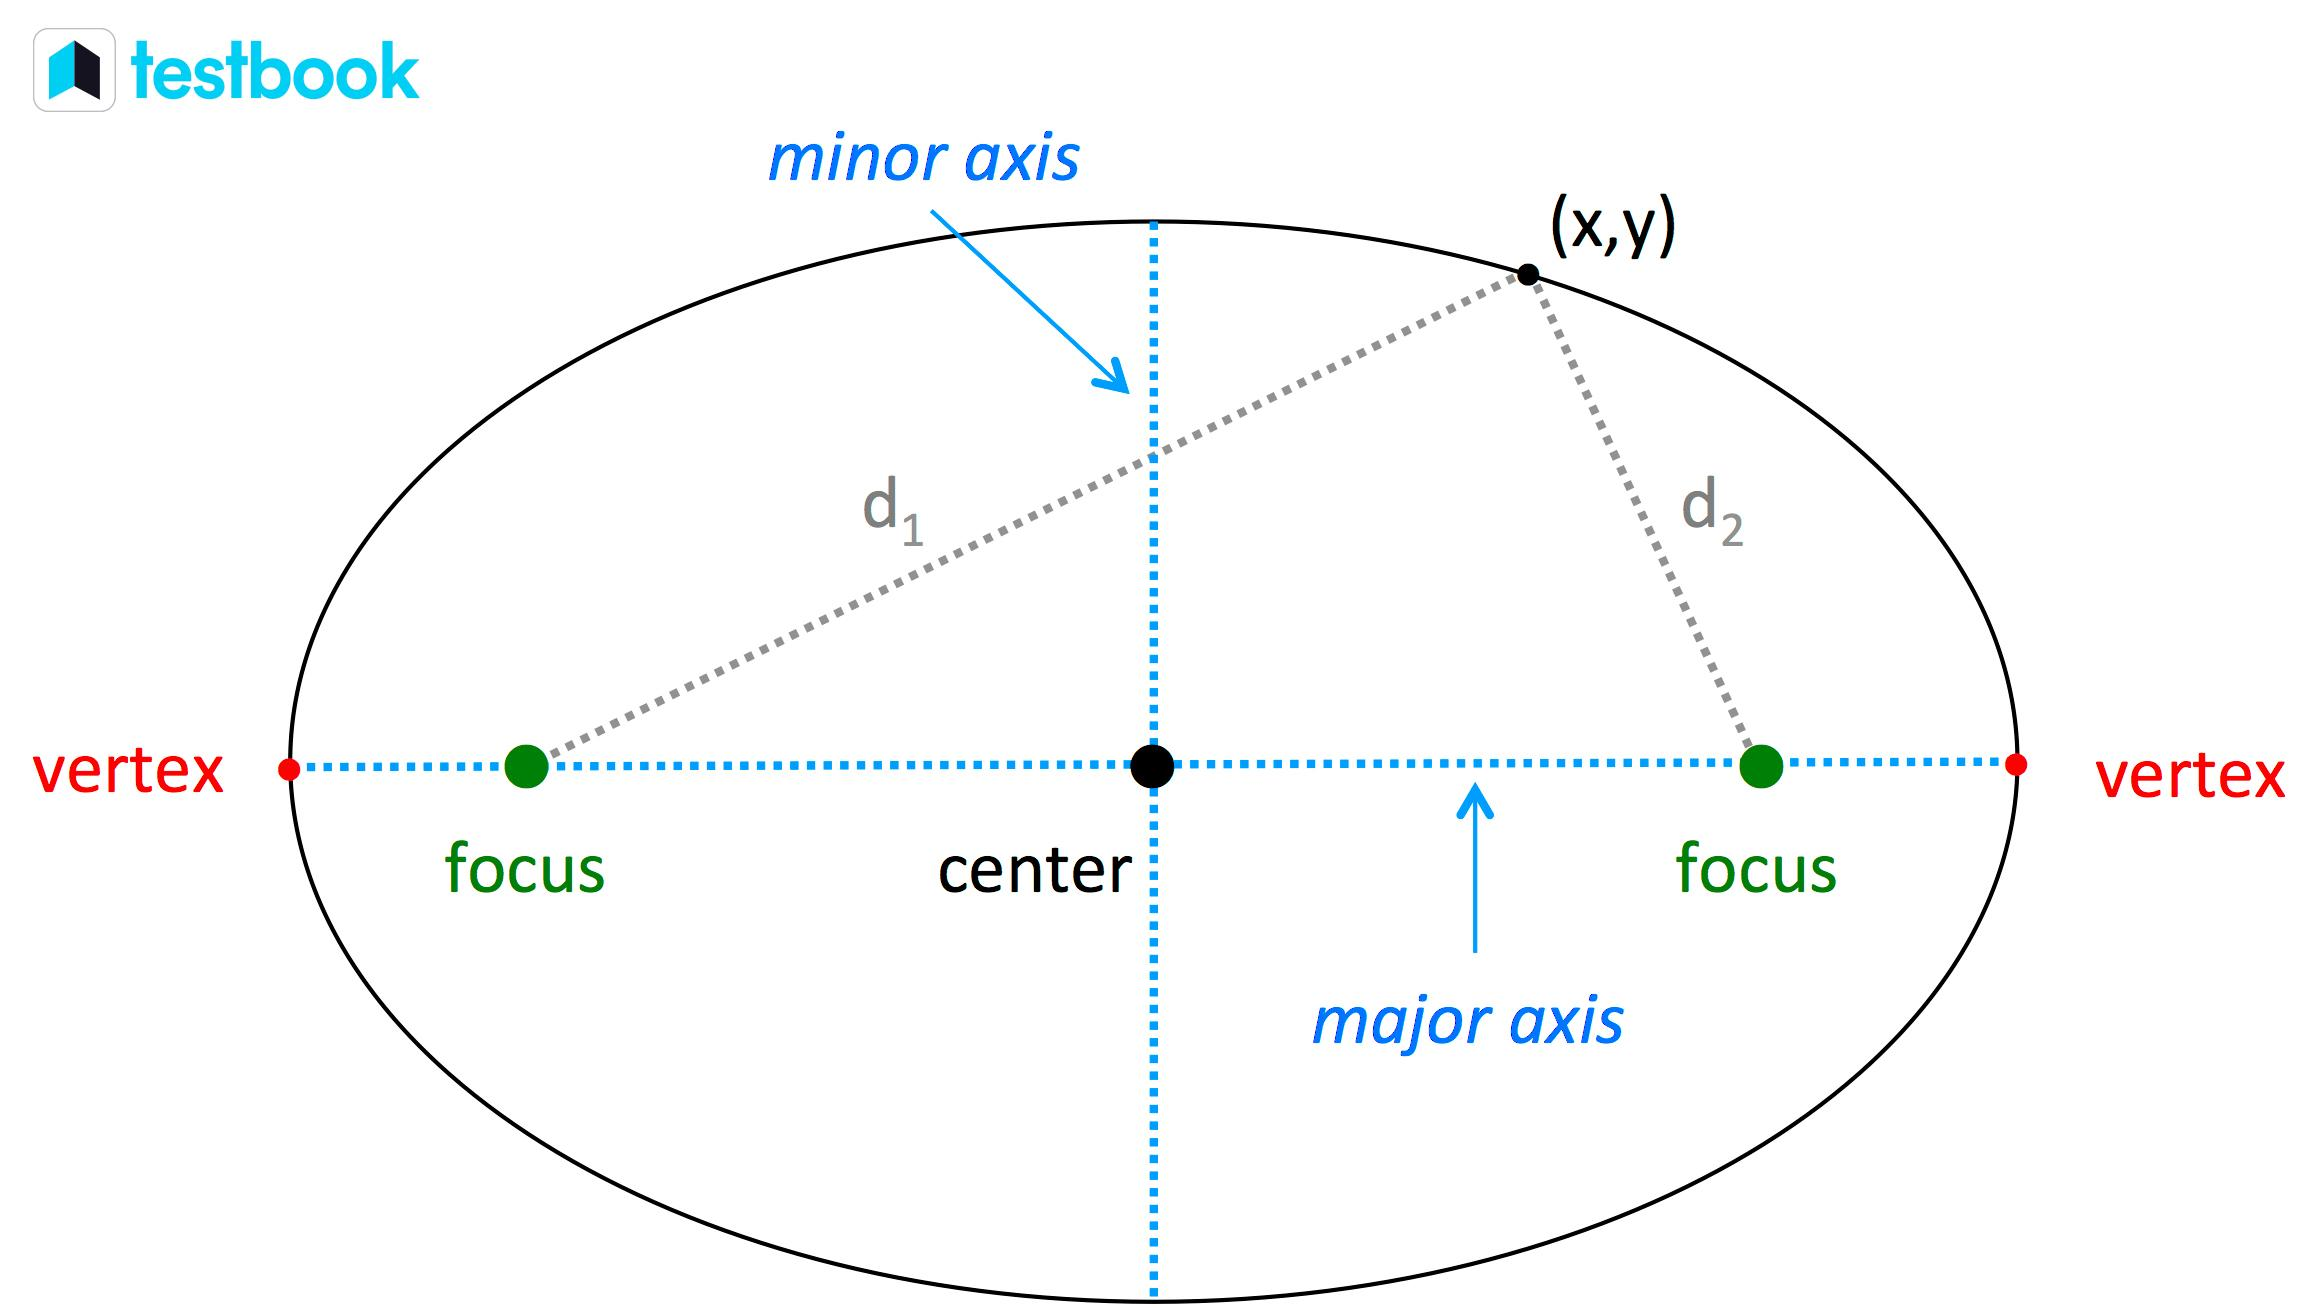 testbook
minor axis
(x,y)
d₁
d₂
vertex
vertex
focus
center
focus
major axis